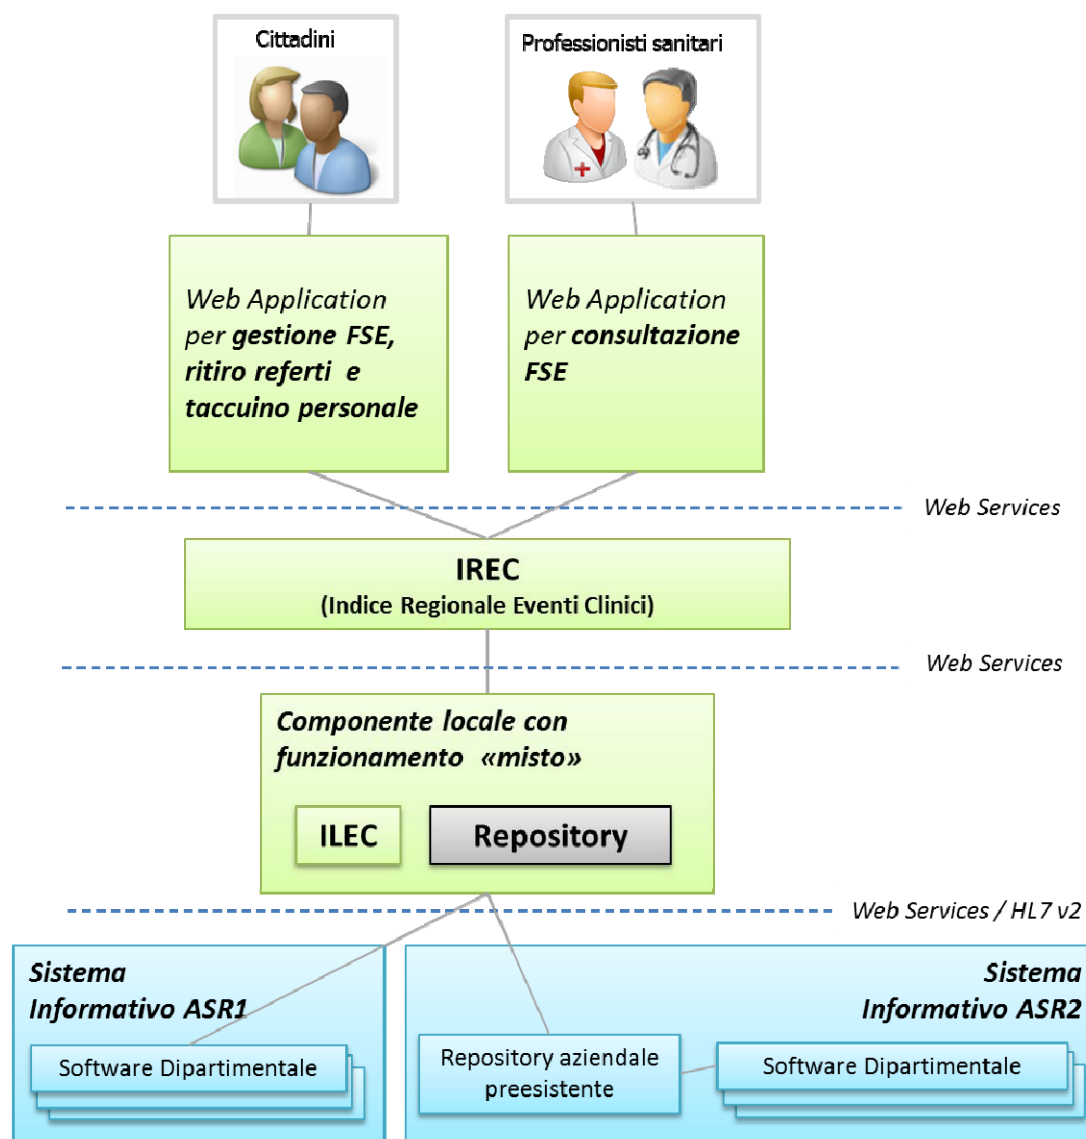 Cittadini
Professionisti sanitari
Web Application
per gestione FSE,
ritiro referti e
taccuino personale
Web Application
per consultazione
FSE
Web Services
IREC
(Indice Regionale Eventi Clinici)
Web Services
Componente locale con
funzionamento «misto»
ILEC
Repository
Web Services / HL7 v2
Sistema
Informativo ASR1
Software Dipartimentale
Sistema
Informativo ASR2
Repository aziendale
preesistente
Software Dipartimentale